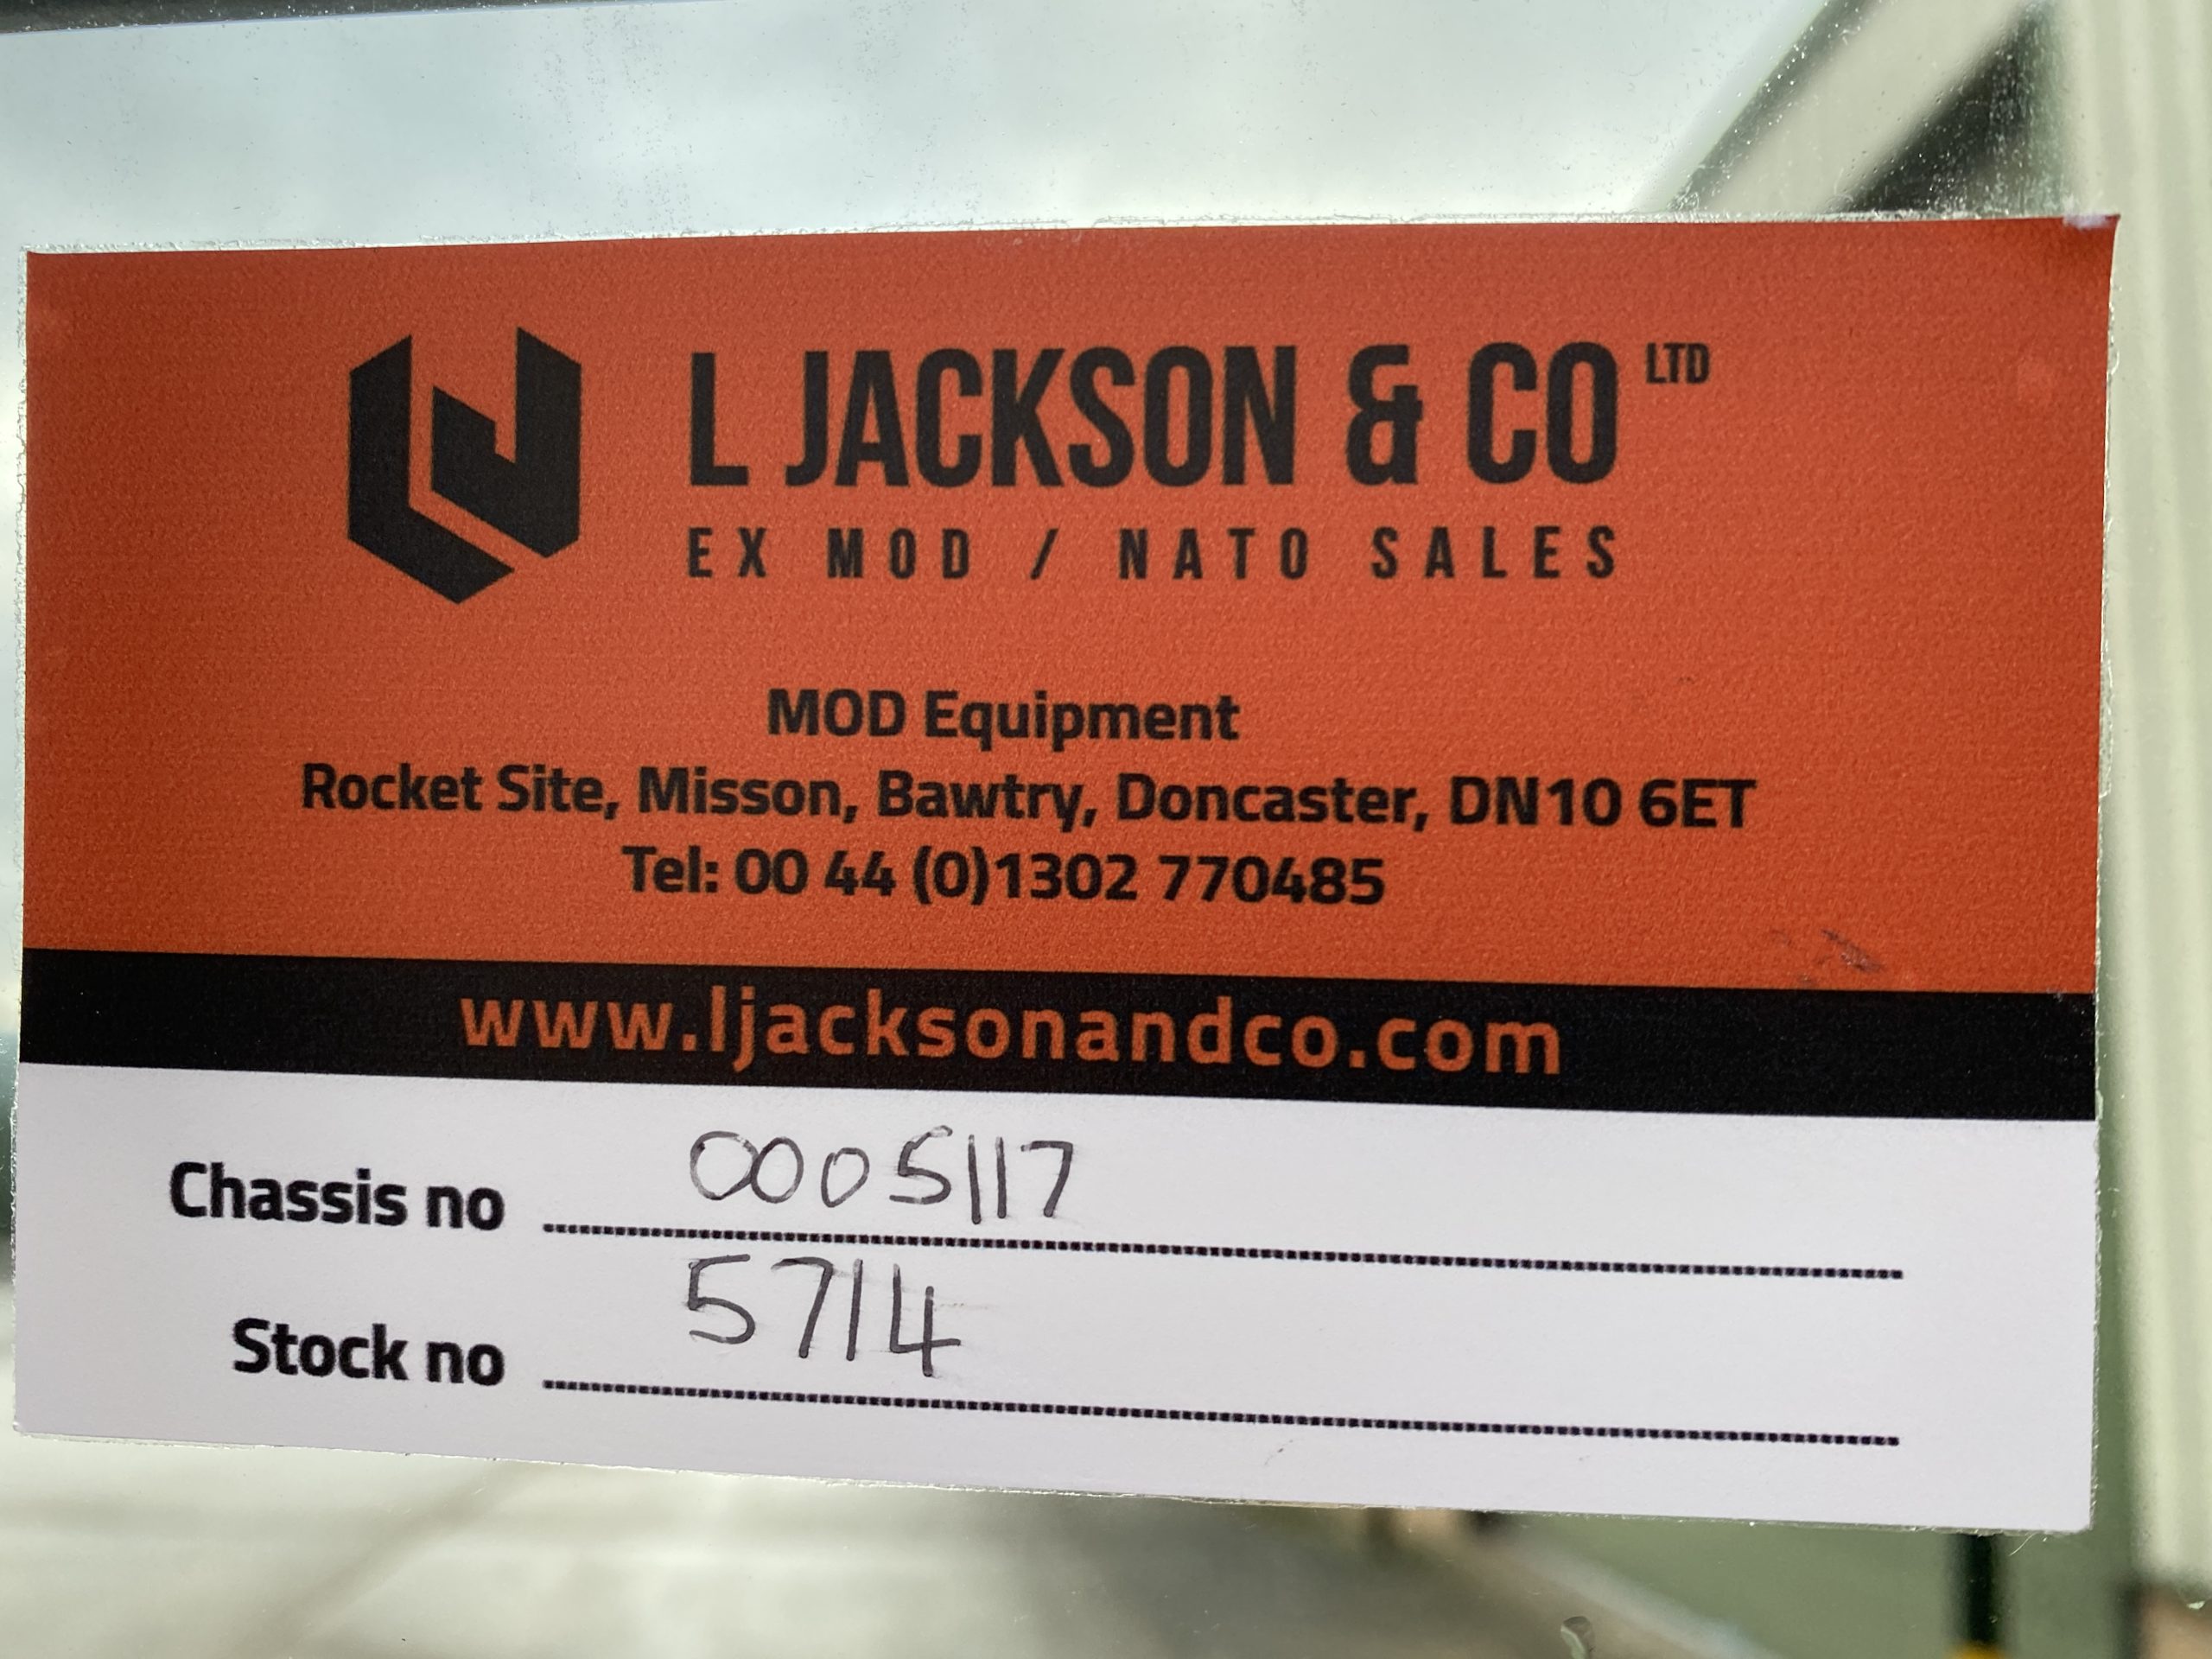 L JACKSON & CO LTD
EX MOD / NATO SALES
MOD Equipment
Rocket Site, Misson, Bawtry, Doncaster, DN10 6ET
Tel: 00 44 (0)1302 770485
www.ljacksonandco.com
Chassis no 0005117
Stock no 5714